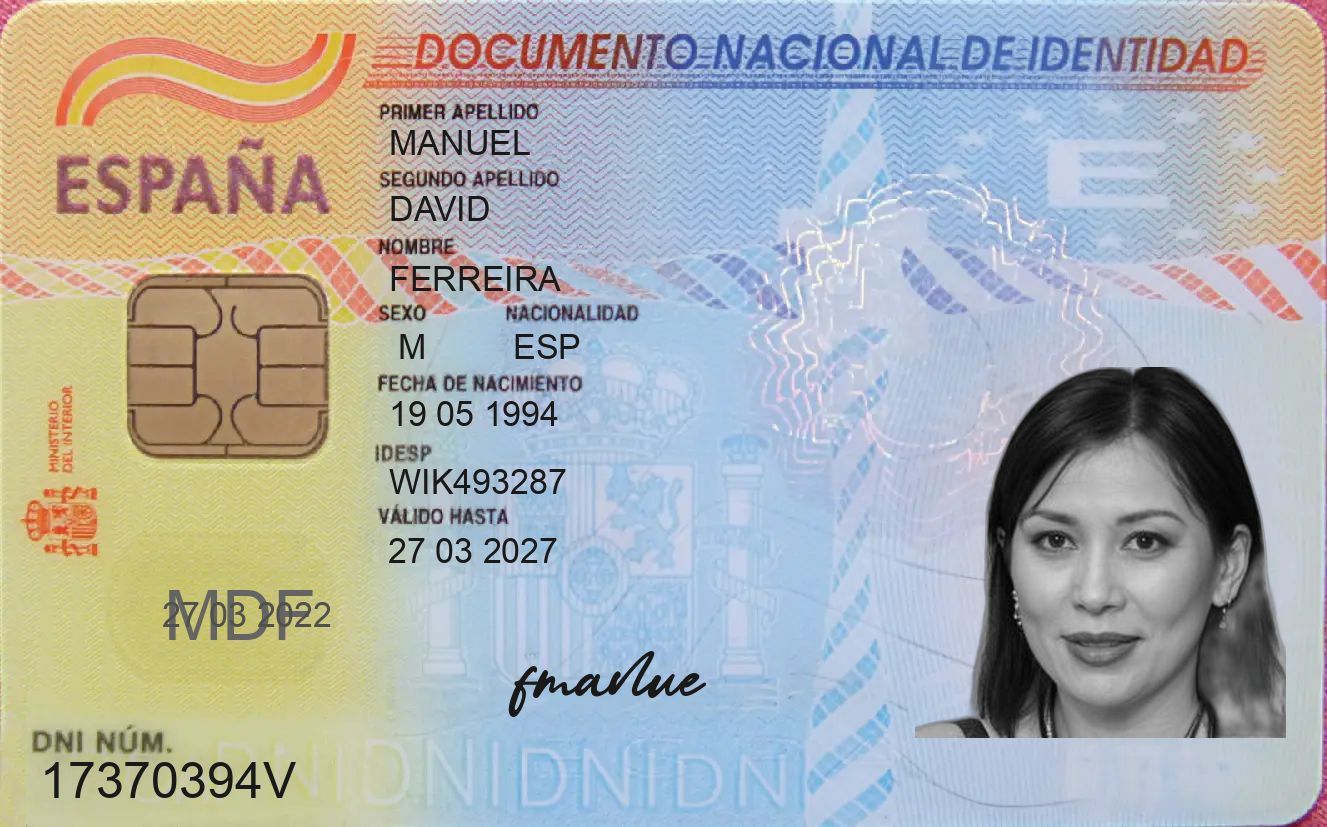 DOCUMENTO NACIONAL DE IDENTIDAD
ESPAÑA
PRIMER APELLIDO
MANUEL
SEGUNDO APELLIDO
DAVID
NOMBRE
FERREIRA
SEXO NACIONALIDAD
M ESP
FECHA DE NACIMIENTO
19 05 1994
IDESP
WIK493287
VÁLIDO HASTA
27 03 2027
MINISTERIO
DEL INTERIOR
MDF
27 03 2022
fmanlue
DNI NÚM.
17370394V
DNIDNIDNIDNI
E